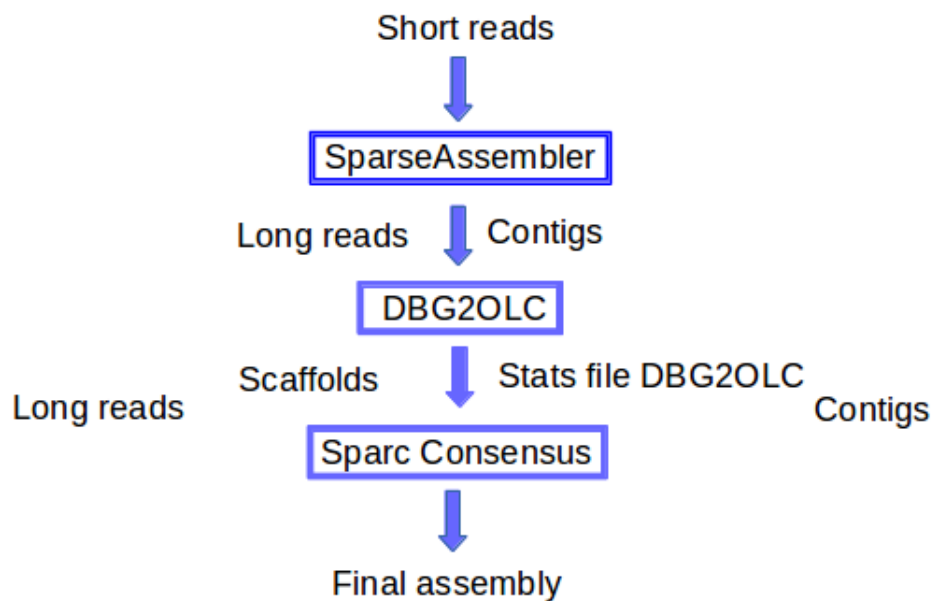 Short reads
SparseAssembler
Long reads
Contigs
DBG2OLC
Scaffolds
Stats file DBG2OLC
Long reads
Contigs
Sparc Consensus
Final assembly